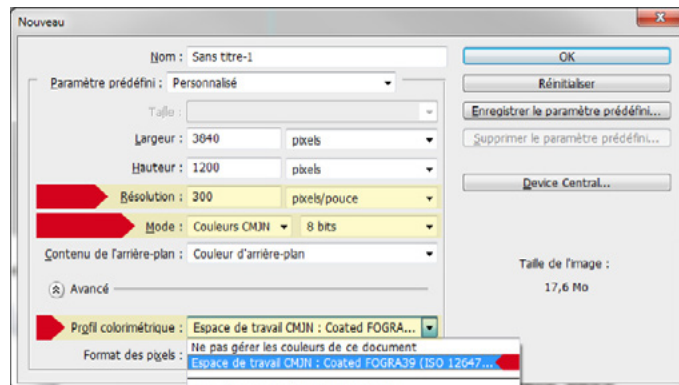 Nouveau
Nom : Sans titre-1
OK
Paramètre prédéfini : Personnalisé
Réinitialiser
Taille :
Enregistrer le paramètre prédéfini...
Largeur : 3840 pixels
Supprimer le paramètre prédéfini...
Hauteur : 1200 pixels
Résolution : 300 pixels/pouce
Device Central...
Mode : Couleurs CMJN 8 bits
Contenu de l'arrière-plan : Couleur d'arrière-plan
Taille de l'image :
Avancé
17,6 Mo
Profil colorimétrique : Espace de travail CMJN : Coated FOGRA...
Ne pas gérer les couleurs de ce document
Format des pixels : Espace de travail CMJN : Coated FOGRA39 (ISO 12647...